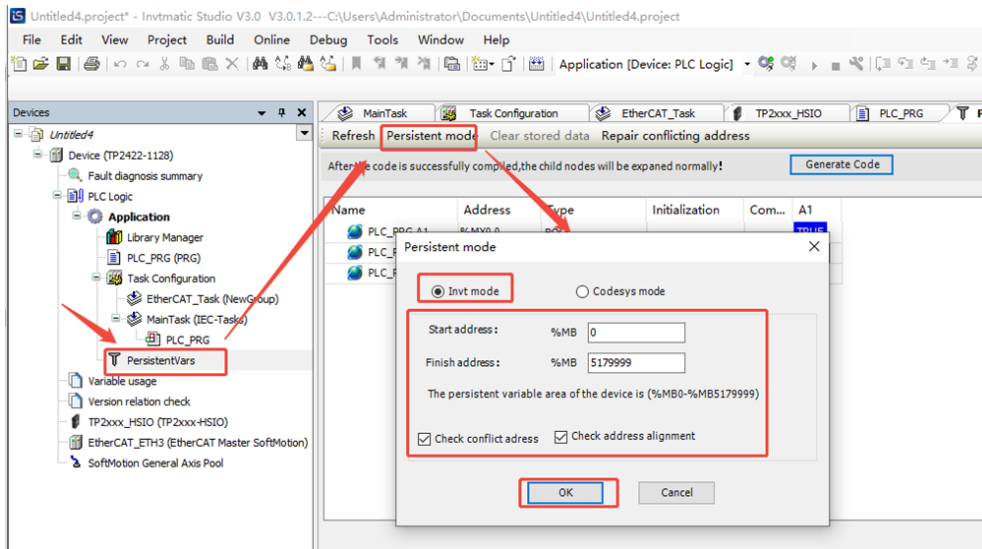 Untitled4.project* - Invtmatic Studio V3.0 V3.0.1.2---C:\Users\Administrator\Documents\Untitled4\Untitled4.project
File Edit View Project Build Online Debug Tools Window Help
Application [Device: PLC Logic]
Devices
Untitled4
Device (TP2422-1128)
Fault diagnosis summary
PLC Logic
Application
Library Manager
PLC_PRG (PRG)
Task Configuration
EtherCAT_Task (NewGroup)
MainTask (IEC-Tasks)
PLC_PRG
PersistentVars
Variable usage
Version relation check
TP2xxx_HSIO (TP2xxx-HSIO)
EtherCAT_ETH3 (EtherCAT Master SoftMotion)
SoftMotion General Axis Pool
MainTask Task Configuration EtherCAT_Task TP2xxx_HSIO PLC_PRG
Refresh Persistent mode Clear stored data Repair conflicting address
After the code is successfully compiled,the child nodes will be expaned normally! Generate Code
Name Address Type Initialization Com... A1
Persistent mode
Invt mode Codesys mode
Start address: %MB 0
Finish address: %MB 5179999
The persistent variable area of the device is (%MB0-%MB5179999)
Check conflict adress Check address alignment
OK Cancel